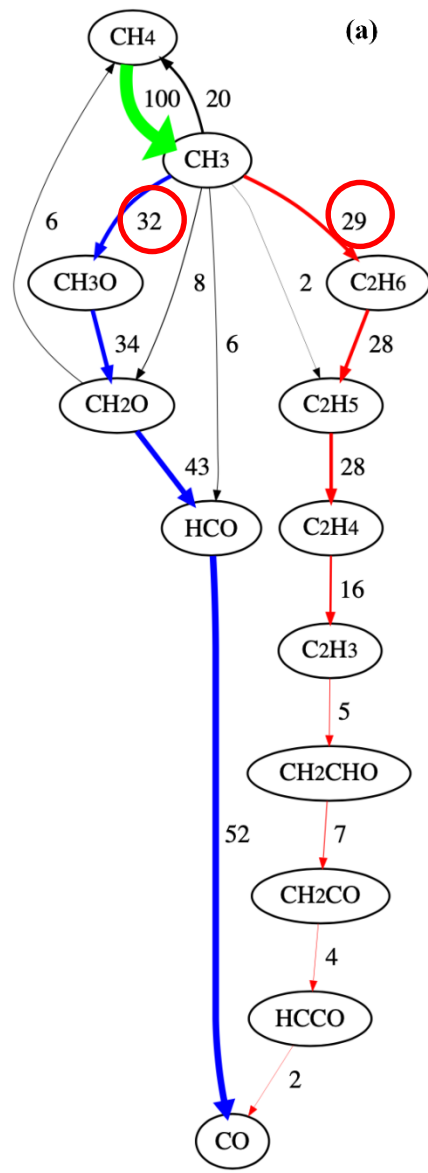 CH4 (a)
100 20
CH3
6 32 29
CH3O 8 2 C2H6
34 6 28
CH2O C2H5
43 28
HCO C2H4
16
C2H3
5
CH2CHO
52 7
CH2CO
4
HCCO
2
CO